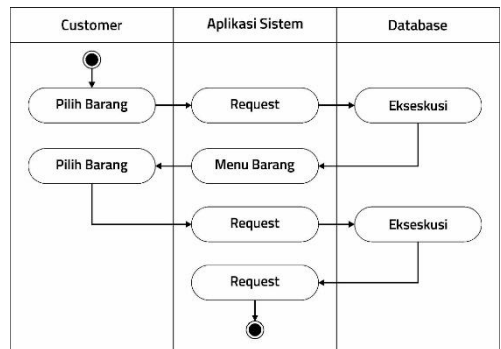 Customer
Aplikasi Sistem
Database
Pilih Barang
Request
Ekseskusi
Pilih Barang
Menu Barang
Request
Ekseskusi
Request